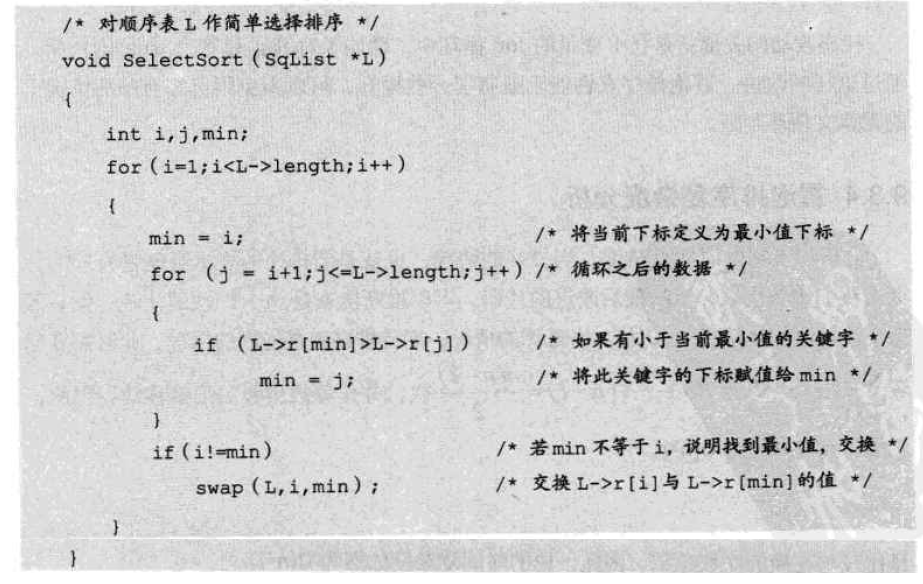 /* 对顺序表 L 作简单选择排序 */
void SelectSort(SqList *L)
{
int i,j,min;
for(i=1;i<L->length;i++)
{
min = i; /* 将当前下标定义为最小值下标 */
for (j = i+1;j<=L->length;j++) /* 循环之后的数据 */
{
if (L->r[min]>L->r[j]) /* 如果有小于当前最小值的关键字 */
min = j; /* 将此关键字的下标赋值给 min */
}
if(i!=min) /* 若 min 不等于 i，说明找到最小值，交换 */
swap(L,i,min); /* 交换 L->r[i]与 L->r[min]的值 */
}
}